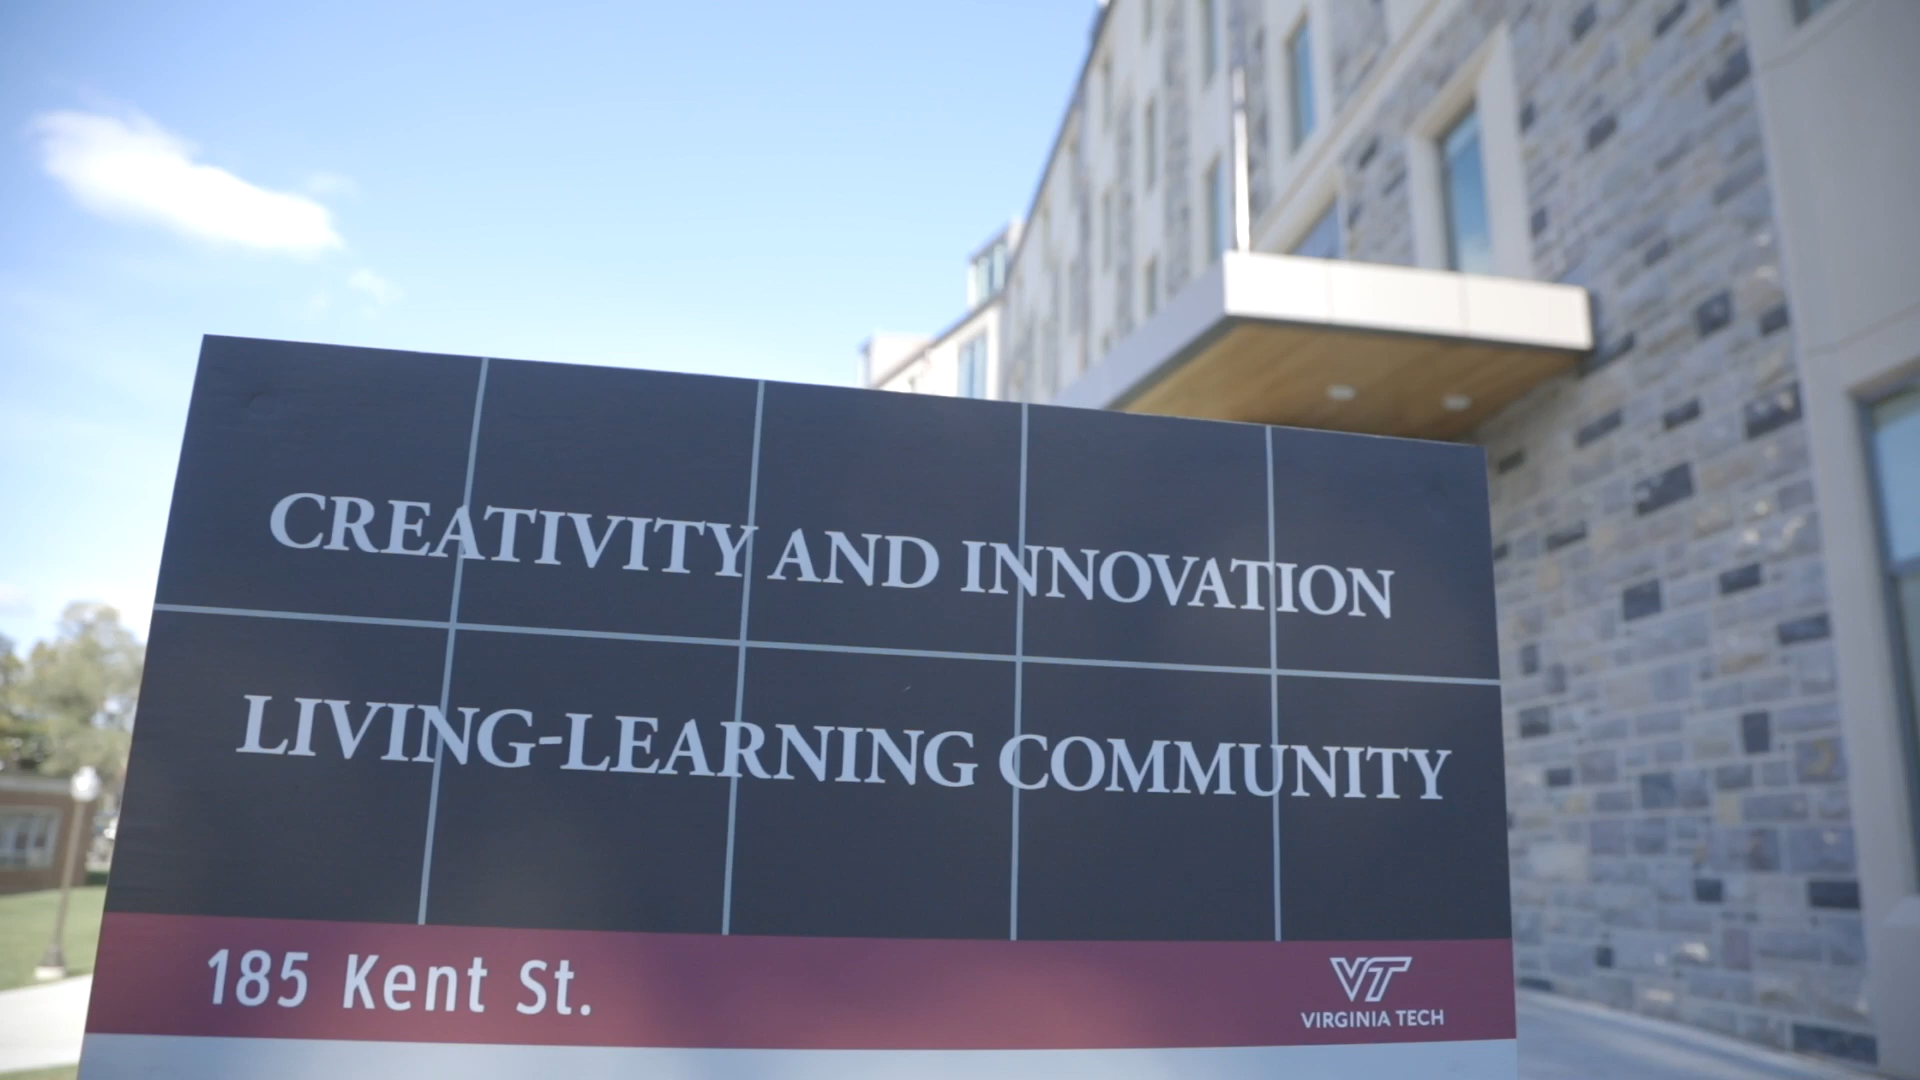 CREATIVITY AND INNOVATION
LIVING-LEARNING COMMUNITY
185 Kent St.
VT
VIRGINIA TECH